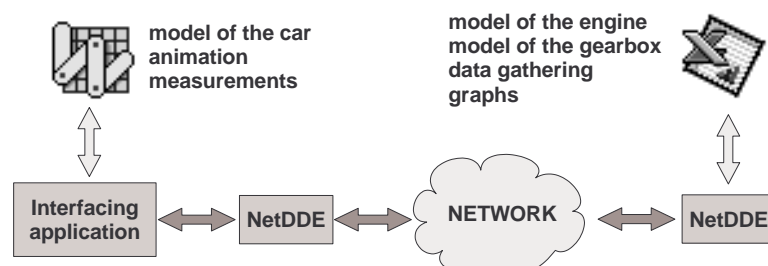 model of the car
animation
measurements
model of the engine
model of the gearbox
data gathering
graphs
Interfacing
application
NetDDE
NETWORK
NetDDE